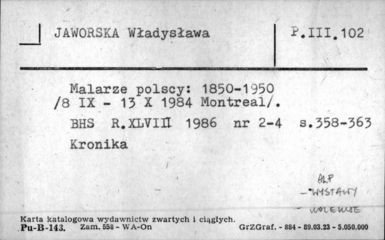 JAWORSKA Władysława P.III.102
Malarze polscy: 1850-1950
/8 IX - 13 X 1984 Montreal/.
BHS R.XLVIII 1986 nr 2-4 s.358-363
Kronika
ALP
- WYSTAWY
Karta katalogowa wydawnictw zwartych i ciągłych.
Pu-B-143. Zam. 558 - WA-On GrZGraf. - 884 - 89.03.23 - 5.050.000